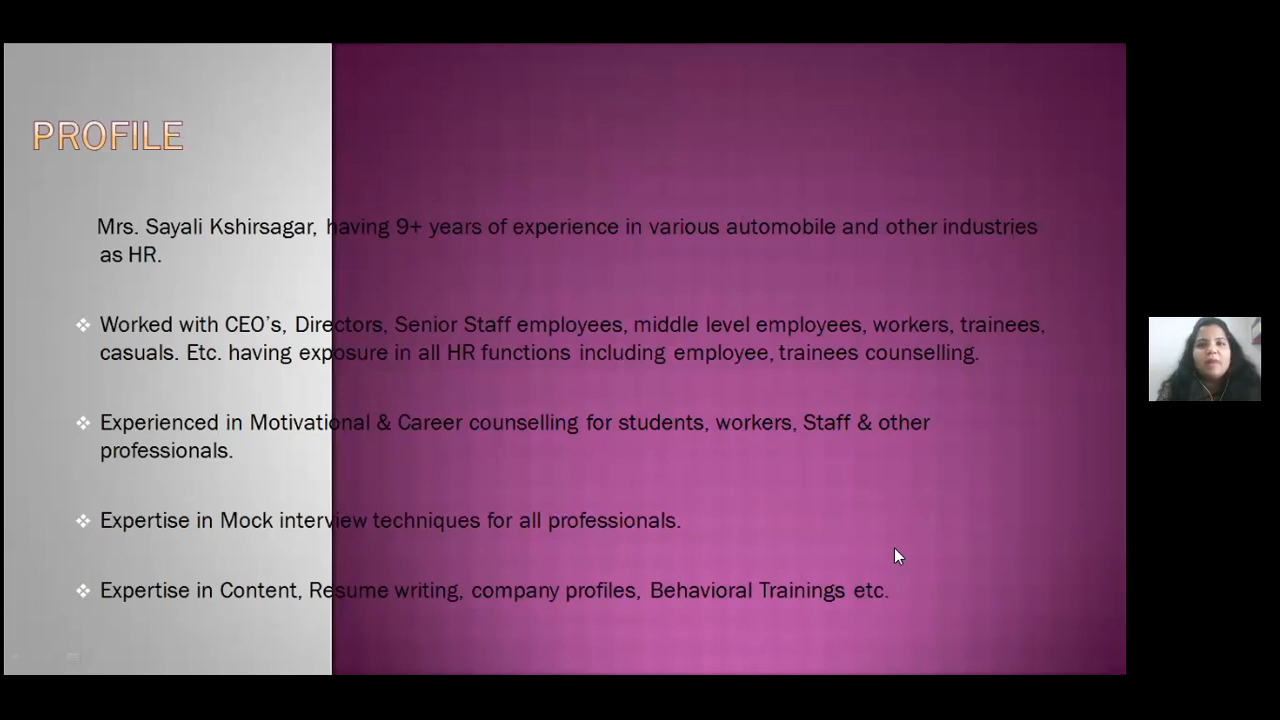 PROFILE
Mrs. Sayali Kshirsagar, having 9+ years of experience in various automobile and other industries
as HR.
Worked with CEO's, Directors, Senior Staff employees, middle level employees, workers, trainees,
casuals. Etc. having exposure in all HR functions including employee, trainees counselling.
Experienced in Motivational & Career counselling for students, workers, Staff & other
professionals.
Expertise in Mock interview techniques for all professionals.
Expertise in Content, Resume writing, company profiles, Behavioral Trainings etc.